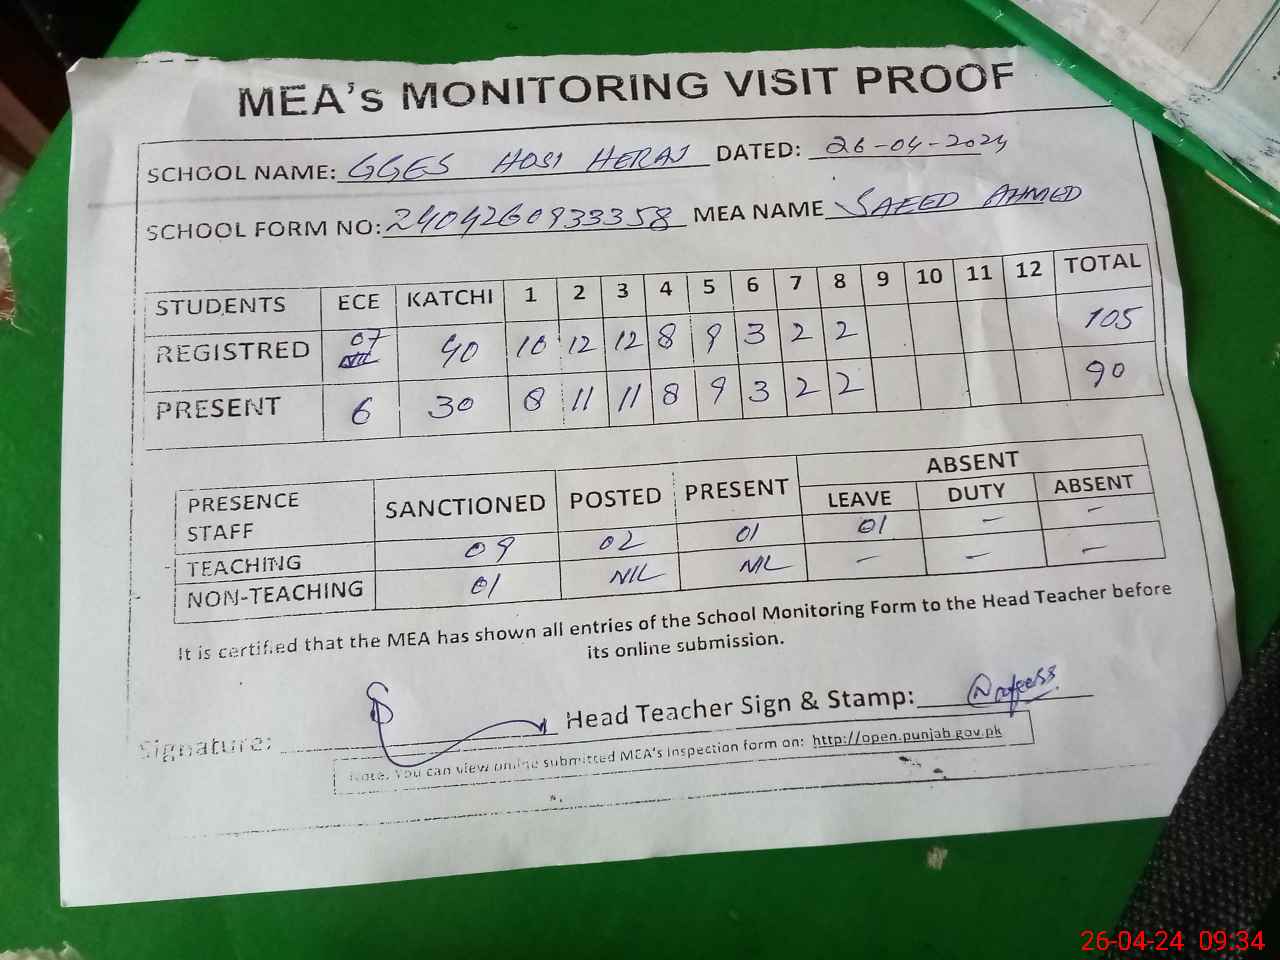 MEA's MONITORING VISIT PROOF
SCHOOL NAME: GGES HOSI HERAJ DATED: 26-04-2024
SCHOOL FORM NO: 2404260933358 MEA NAME SAEED AHMED
STUDENTS ECE KATCHI 1 2 3 4 5 6 7 8 9 10 11 12 TOTAL
REGISTRED 07 40 10 12 12 8 9 3 2 2 105
PRESENT 6 30 8 11 11 8 9 3 2 2 90
PRESENCE STAFF SANCTIONED POSTED PRESENT ABSENT
LEAVE DUTY ABSENT
TEACHING 09 02 01 01 – –
NON-TEACHING 01 NIL NIL – – –
It is certified that the MEA has shown all entries of the School Monitoring Form to the Head Teacher before
its online submission.
Signature: Head Teacher Sign & Stamp: Nafeess
Note: You can view online submitted MEA's inspection form on: http://open.punjab.gov.pk
26-04-24 09:34